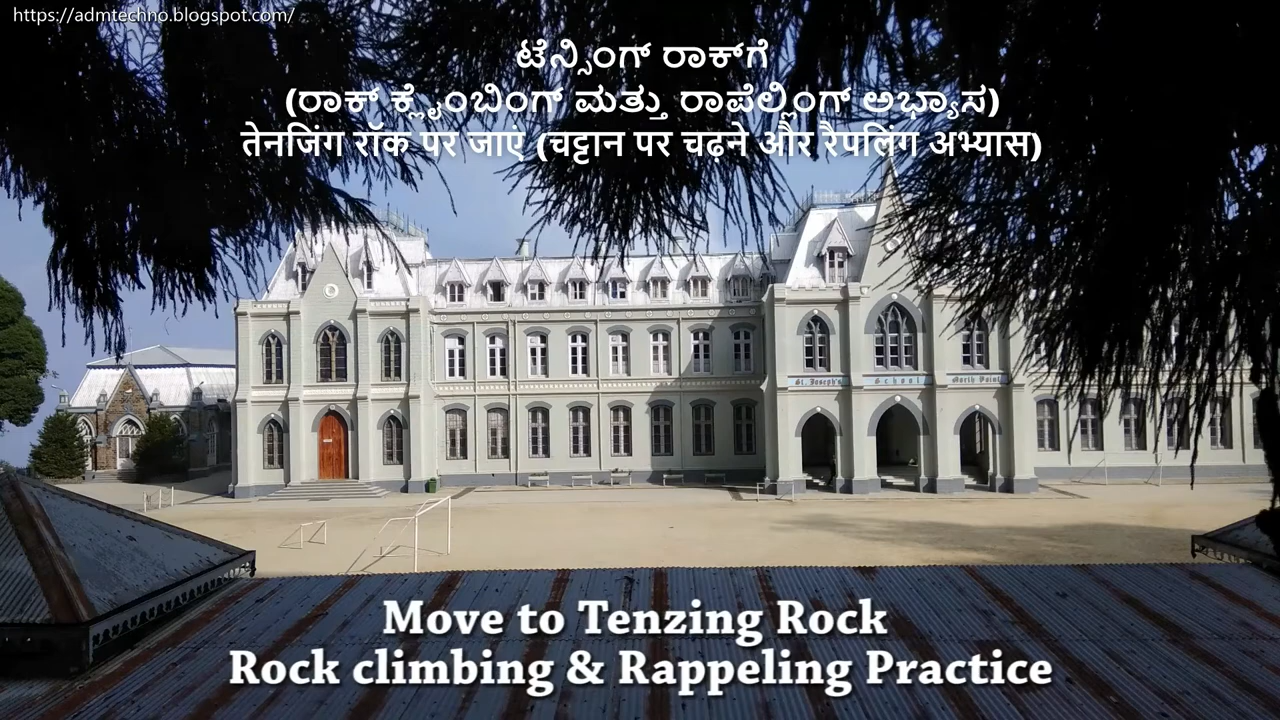 https://admtechno.blogspot.com/
ಟೆನ್ಸಿಂಗ್ ರಾಕ್‌ಗೆ
(ರಾಕ್ ಕ್ಲೈಂಬಿಂಗ್ ಮತ್ತು ರಾಪೆಲ್ಲಿಂಗ್ ಅಭ್ಯಾಸ)
तेनजिंग रॉक पर जाएं (चट्टान पर चढ़ने और रैपलिंग अभ्यास)
St. Joseph's School North Point
Move to Tenzing Rock
Rock climbing & Rappeling Practice